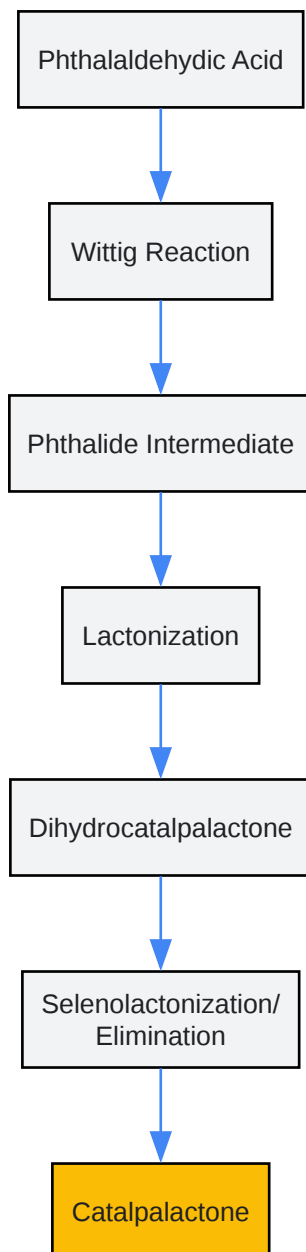 Phthalaldehydic Acid
Wittig Reaction
Phthalide Intermediate
Lactonization
Dihydrocatalpalactone
Selenolactonization/
Elimination
Catalpalactone